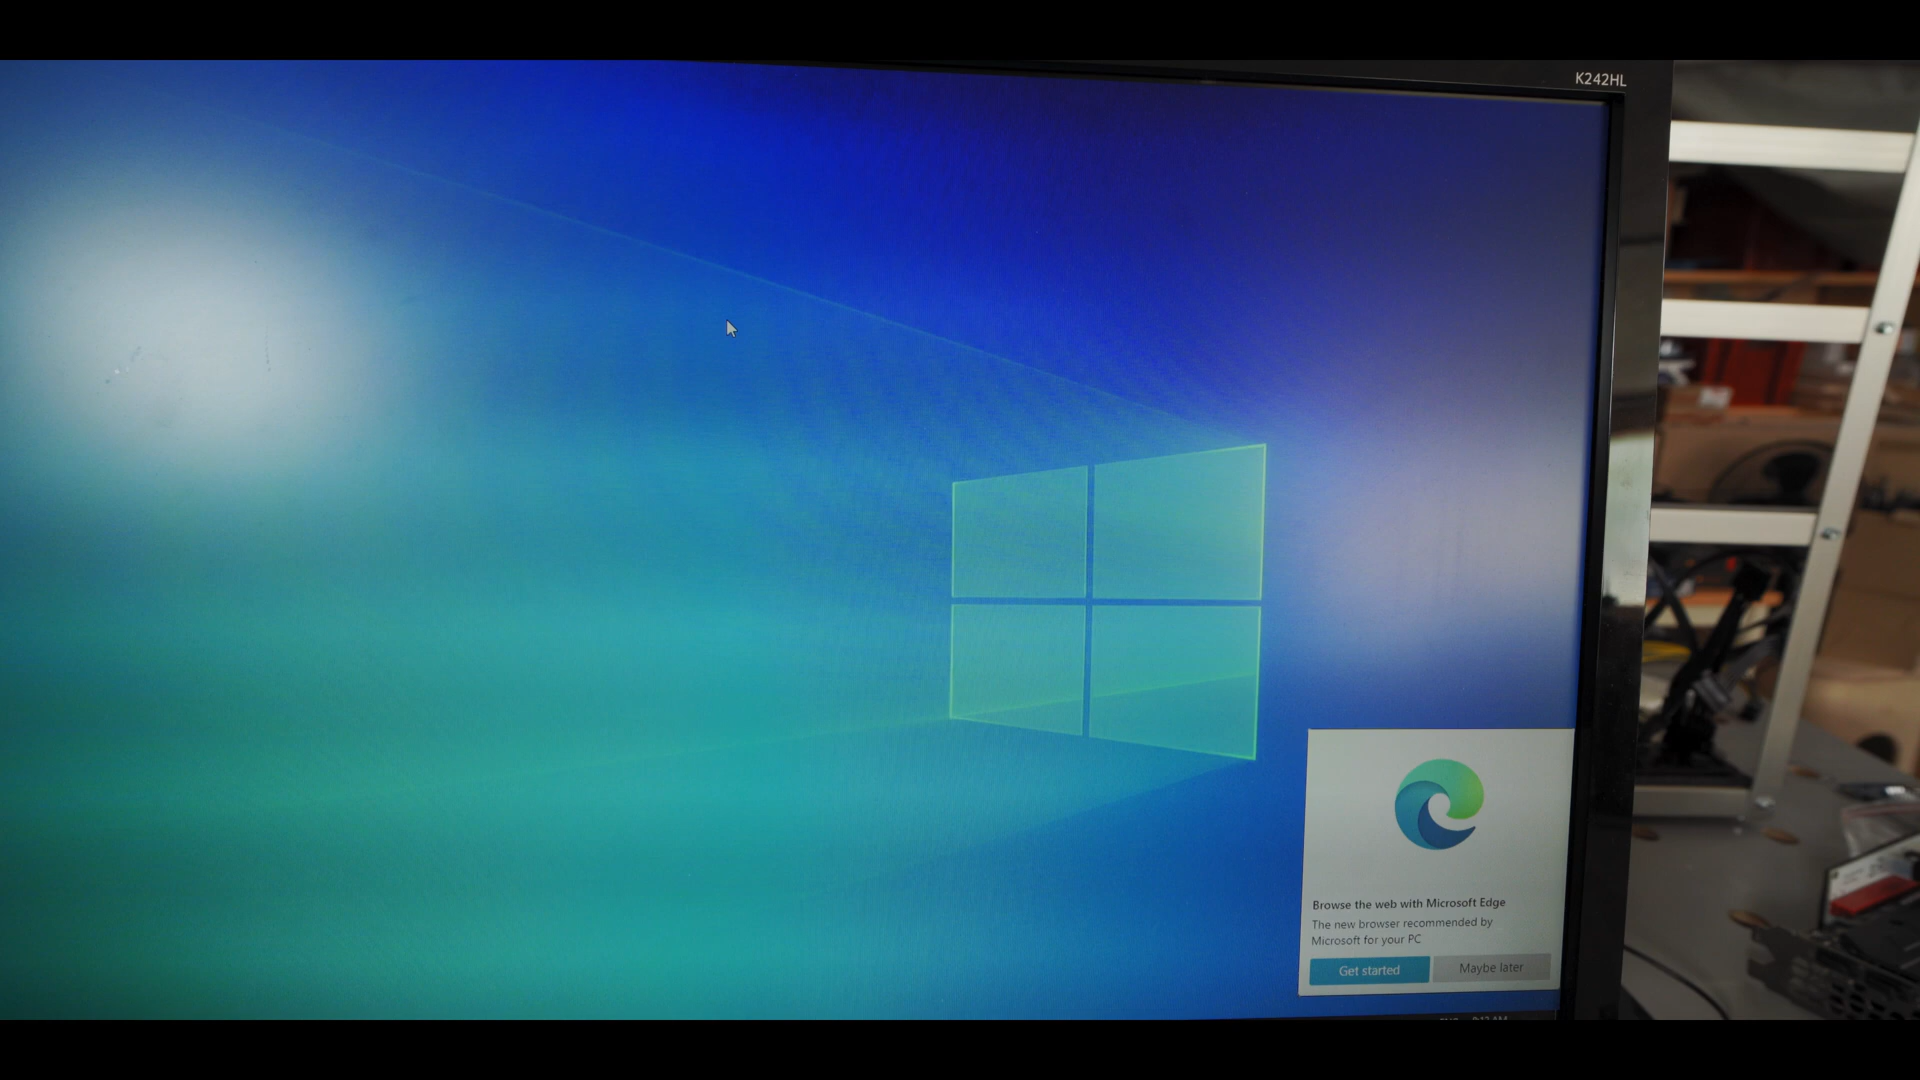 K242HL
Browse the web with Microsoft Edge
The new browser recommended by
Microsoft for your PC
Get started
Maybe later